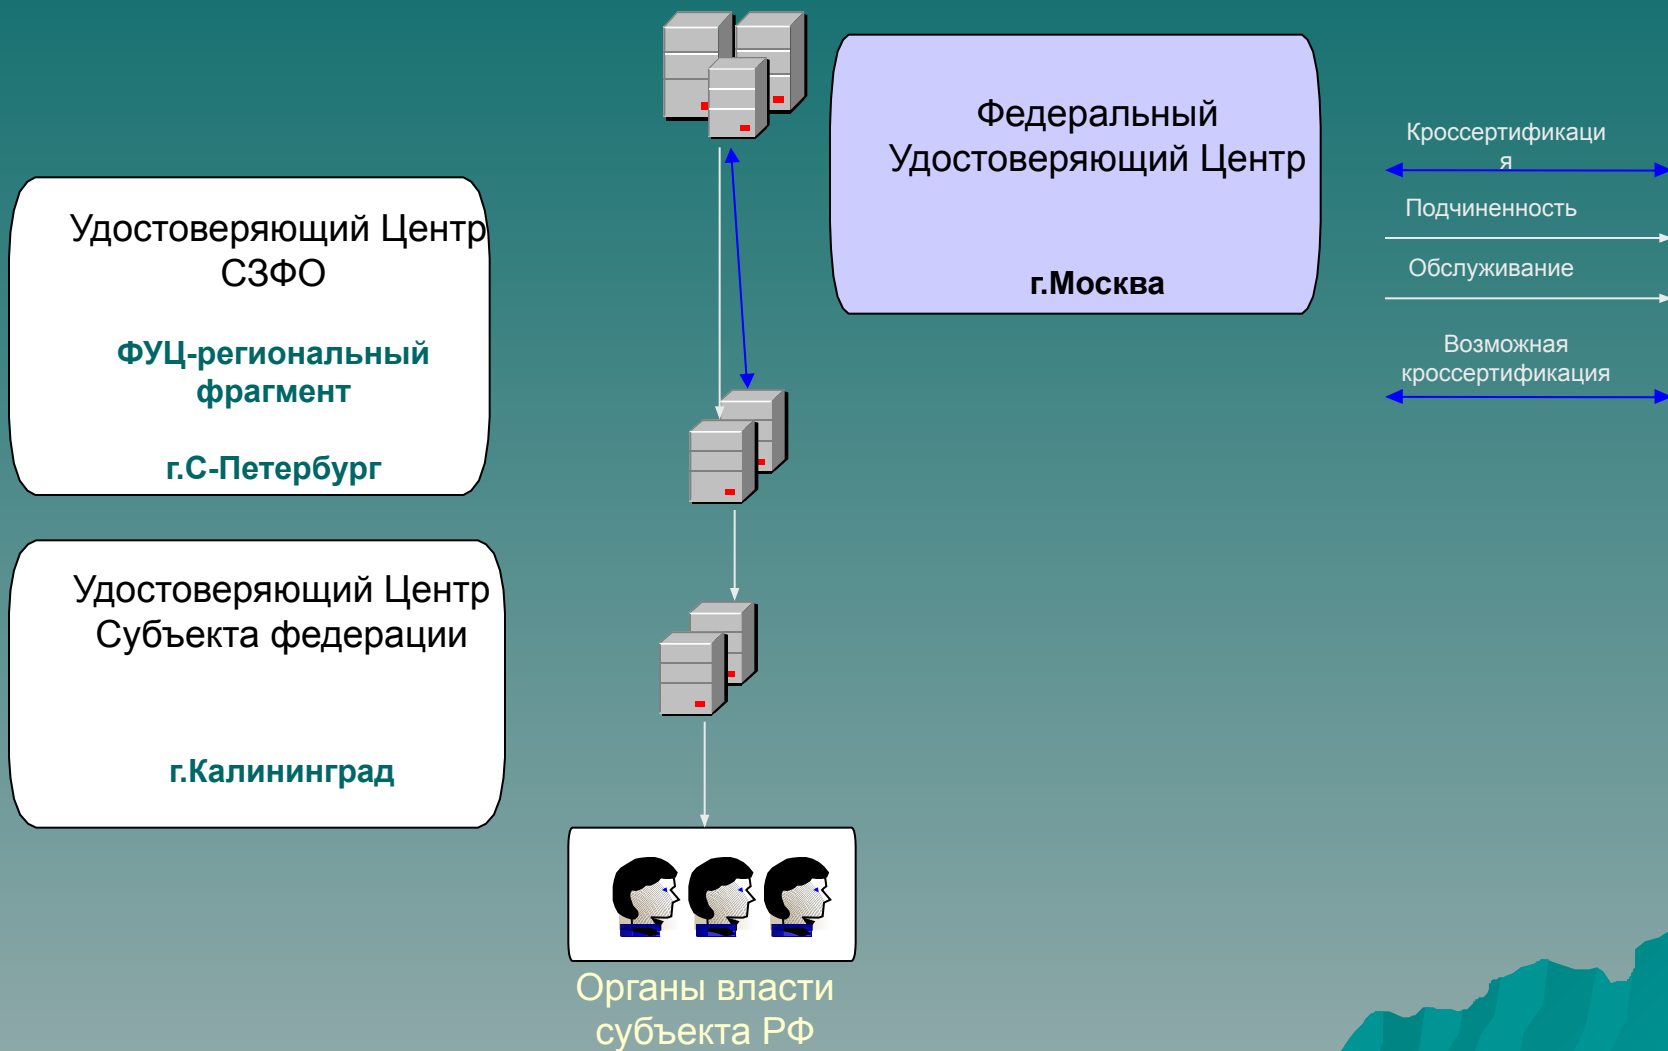 Федеральный
Удостоверяющий Центр
г.Москва
Кроссертификаци
я
Подчиненность
Обслуживание
Возможная
кроссертификация
Удостоверяющий Центр
СЗФО
ФУЦ-региональный
фрагмент
г.С-Петербург
Удостоверяющий Центр
Субъекта федерации
г.Калининград
Органы власти
субъекта РФ